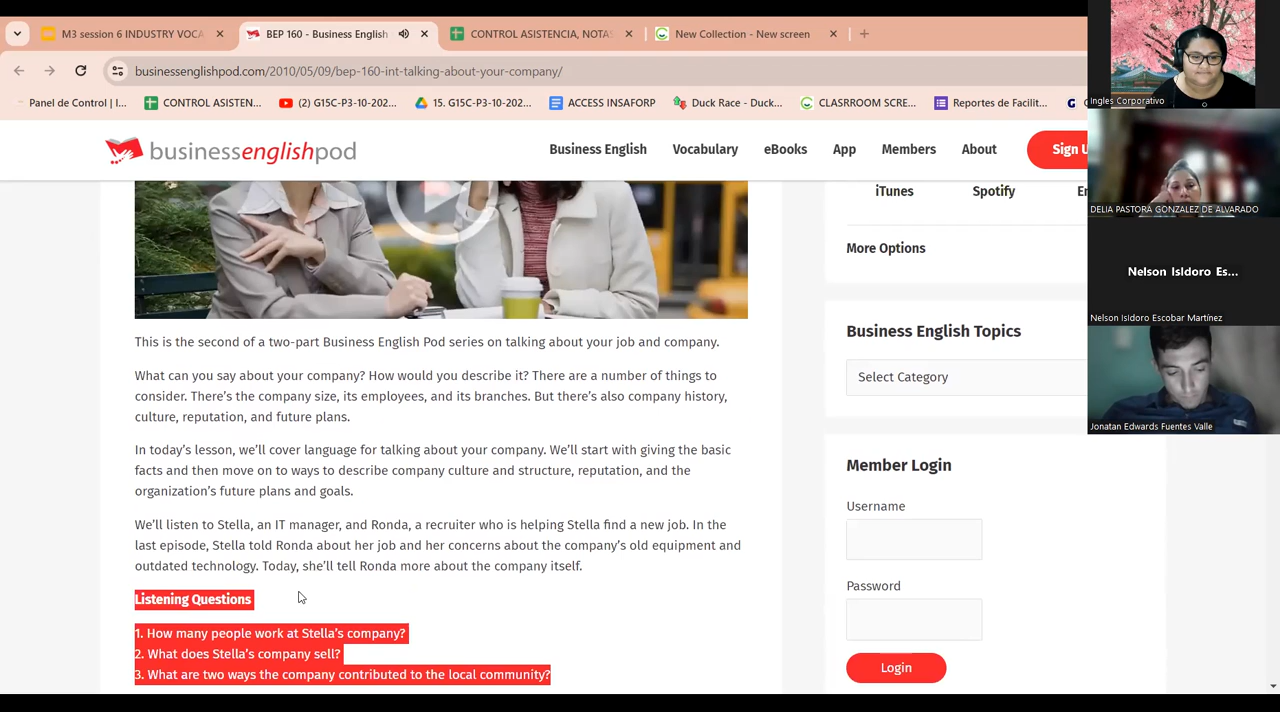 M3 session 6 INDUSTRY VOCA
BEP 160 - Business English
CONTROL ASISTENCIA, NOTAS
New Collection - New screen
businessenglishpod.com/2010/05/09/bep-160-int-talking-about-your-company/
Panel de Control | I...
CONTROL ASISTEN...
(2) G15C-P3-10-202...
15. G15C-P3-10-202...
ACCESS INSAFORP
Duck Race - Duck...
CLASRROOM SCRE...
Reportes de Facilit...
businessenglishpod
Business English
Vocabulary
eBooks
App
Members
About
Sign U
iTunes
Spotify
More Options
This is the second of a two-part Business English Pod series on talking about your job and company.
What can you say about your company? How would you describe it? There are a number of things to
consider. There's the company size, its employees, and its branches. But there's also company history,
culture, reputation, and future plans.
In today's lesson, we'll cover language for talking about your company. We'll start with giving the basic
facts and then move on to ways to describe company culture and structure, reputation, and the
organization's future plans and goals.
We'll listen to Stella, an IT manager, and Ronda, a recruiter who is helping Stella find a new job. In the
last episode, Stella told Ronda about her job and her concerns about the company's old equipment and
outdated technology. Today, she'll tell Ronda more about the company itself.
Listening Questions
1. How many people work at Stella's company?
2. What does Stella's company sell?
3. What are two ways the company contributed to the local community?
Business English Topics
Select Category
Member Login
Username
Password
Login
Ingles Corporativo
DELIA PASTORA GONZALEZ DE ALVARADO
Nelson Isidoro Es...
Nelson Isidoro Escobar Martínez
Jonatan Edwards Fuentes Valle